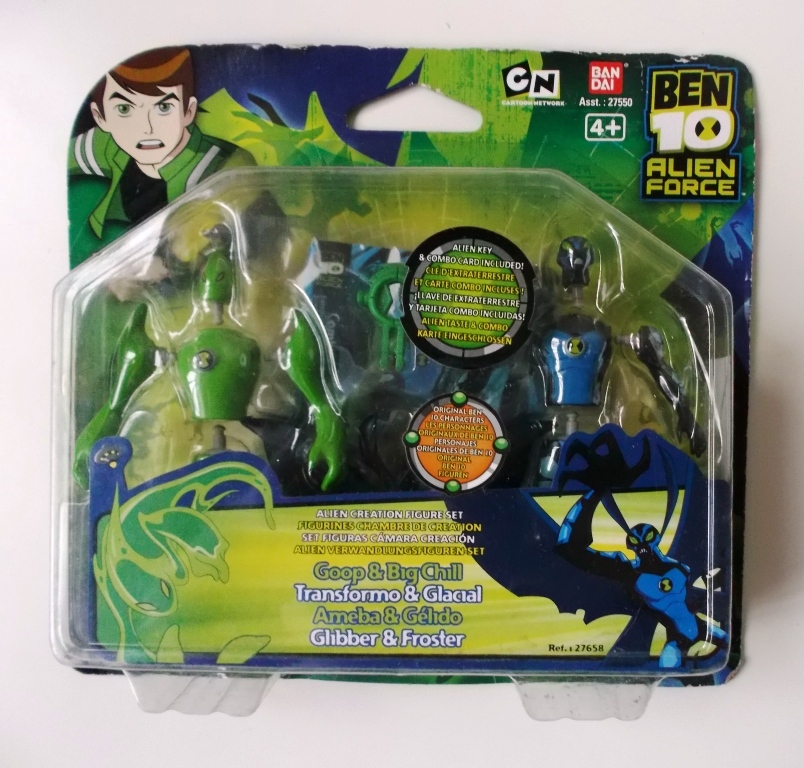 CN
CARTOON NETWORK
BAN
DAI
Asst. : 27550
4+
BEN
10
ALIEN
FORCE
ALIEN KEY
& COMBO CARD INCLUDED!
CLÉ D'EXTRATERRESTRE
ET CARTE COMBO INCLUSES !
¡LLAVE DE EXTRATERRESTRE
Y TARJETA COMBO INCLUIDAS!
ALIEN TASTE & COMBO
KARTE EINGESCHLOSSEN
ORIGINAL BEN
10 CHARACTERS
LES PERSONNAGES
ORIGINAUX DE BEN 10
PERSONAJES
ORIGINALES DE BEN 10
ORIGINAL
BEN 10
FIGUREN
ALIEN CREATION FIGURE SET
FIGURINES CHAMBRE DE CREATION
SET FIGURAS CÁMARA CREACIÓN
ALIEN VERWANDLUNGSFIGUREN SET
Goop & Big Chill
Transformo & Glacial
Ameba & Gélido
Glibber & Froster
Ref. : 27658